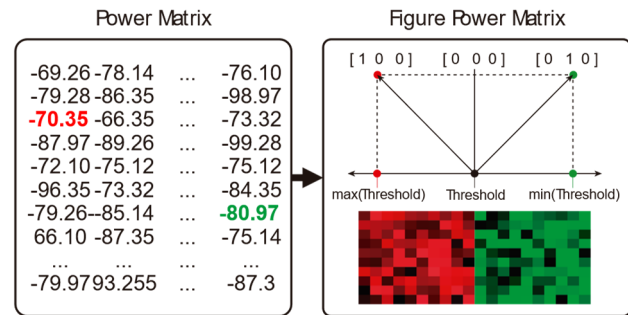 Power Matrix
-69.26 -78.14 ... -76.10
-79.28 -86.35 ... -98.97
-70.35 -66.35 ... -73.32
-87.97 -89.26 ... -99.28
-72.10 -75.12 ... -75.12
-96.35 -73.32 ... -84.35
-79.26--85.14 ... -80.97
66.10 -87.35 ... -75.14
... ... ...
-79.9793.255 ... -87.3
Figure Power Matrix
[ 1 0 0 ] [ 0 0 0 ] [ 0 1 0 ]
max(Threshold) Threshold min(Threshold)